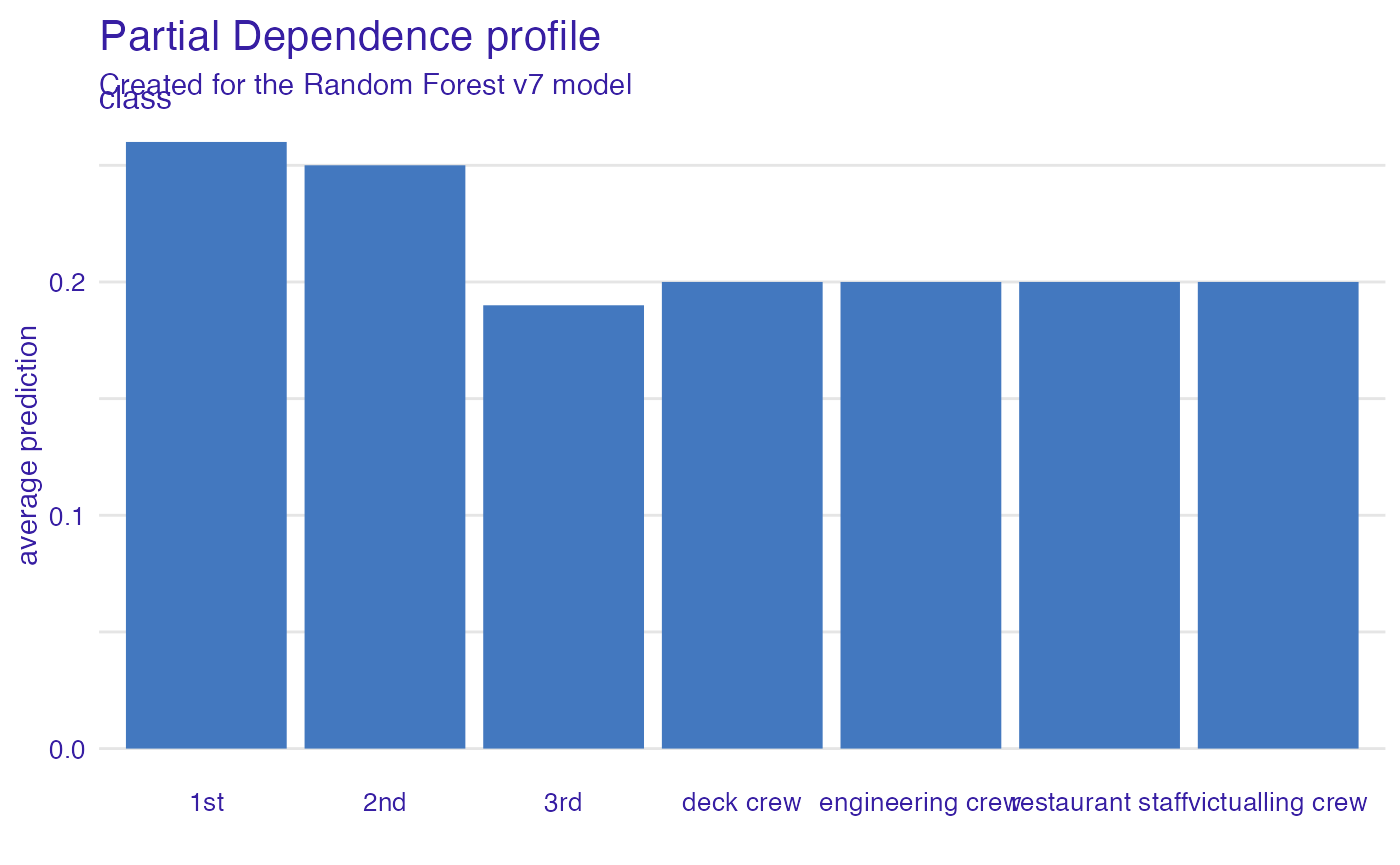 Partial Dependence profile
Created for the Random Forest v7 model
class
average prediction
0.2
0.1
0.0
1st 2nd 3rd deck crew engineering crew restaurant staff victualling crew